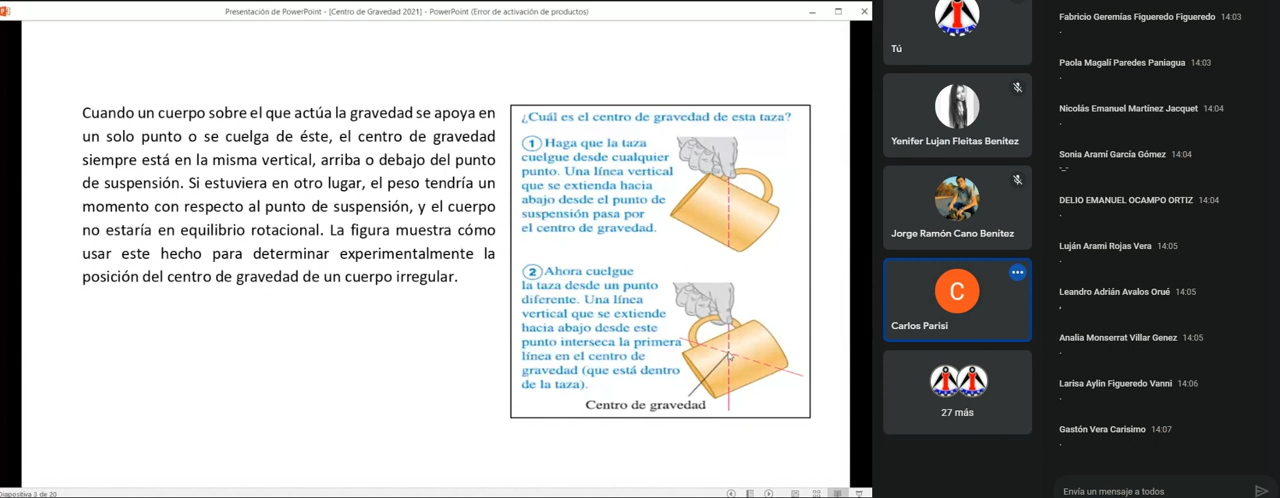 Presentación de PowerPoint - [Centro de Gravedad 2021] - PowerPoint (Error de activación de productos)
Cuando un cuerpo sobre el que actúa la gravedad se apoya en
un solo punto o se cuelga de éste, el centro de gravedad
siempre está en la misma vertical, arriba o debajo del punto
de suspensión. Si estuviera en otro lugar, el peso tendría un
momento con respecto al punto de suspensión, y el cuerpo
no estaría en equilibrio rotacional. La figura muestra cómo
usar este hecho para determinar experimentalmente la
posición del centro de gravedad de un cuerpo irregular.
¿Cuál es el centro de gravedad de esta taza?
1 Haga que la taza
cuelgue desde cualquier
punto. Una línea vertical
que se extienda hacia
abajo desde el punto de
suspensión pasa por
el centro de gravedad.
2 Ahora cuelgue
la taza desde un punto
diferente. Una línea
vertical que se extiende
hacia abajo desde este
punto interseca la primera
línea en el centro de
gravedad (que está dentro
de la taza).
Centro de gravedad
Diapositiva 3 de 20
Tú
Yenifer Lujan Fleitas Benítez
Jorge Ramón Cano Benítez
C
Carlos Parisi
27 más
Fabricio Geremías Figueredo Figueredo 14:03
.
Paola Magalí Paredes Paniagua 14:03
.
Nicolás Emanuel Martínez Jacquet 14:04
.
Sonia Aramí García Gómez 14:04
"-"
DELIO EMANUEL OCAMPO ORTIZ 14:04
.
Luján Arami Rojas Vera 14:05
.
Leandro Adrián Avalos Orué 14:05
,
Analia Monserrat Villar Genez 14:05
.
Larisa Aylin Figueredo Vanni 14:06
.
Gastón Vera Carisimo 14:07
.
Envía un mensaje a todos